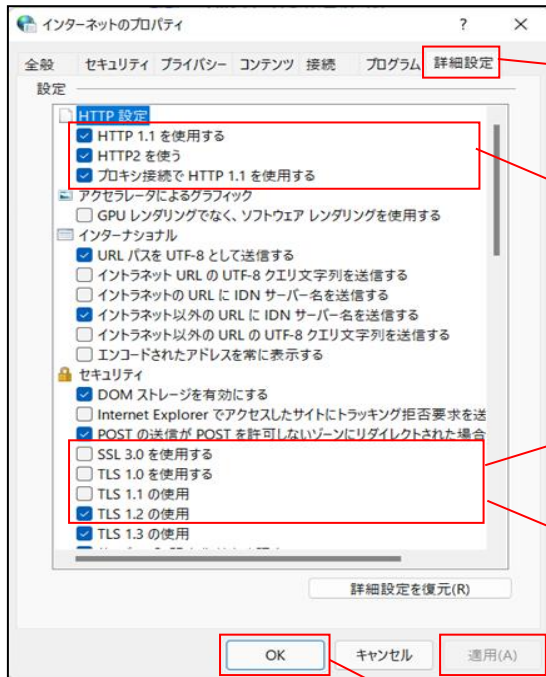 インターネットのプロパティ
?
全般 セキュリティ プライバシー コンテンツ 接続 プログラム 詳細設定
設定
HTTP 設定
HTTP 1.1 を使用する
HTTP2 を使う
プロキシ接続で HTTP 1.1 を使用する
アクセラレータによるグラフィック
GPU レンダリングでなく、ソフトウェア レンダリングを使用する
インターナショナル
URL パスを UTF-8 として送信する
イントラネット URL の UTF-8 クエリ文字列を送信する
イントラネットの URL に IDN サーバー名を送信する
イントラネット以外の URL に IDN サーバー名を送信する
イントラネット以外の URL の UTF-8 クエリ文字列を送信する
エンコードされたアドレスを常に表示する
セキュリティ
DOM ストレージを有効にする
Internet Explorer でアクセスしたサイトにトラッキング拒否要求を送
POST の送信が POST を許可しないゾーンにリダイレクトされた場合
SSL 3.0 を使用する
TLS 1.0 を使用する
TLS 1.1 の使用
TLS 1.2 の使用
TLS 1.3 の使用
詳細設定を復元(R)
OK キャンセル 適用(A)